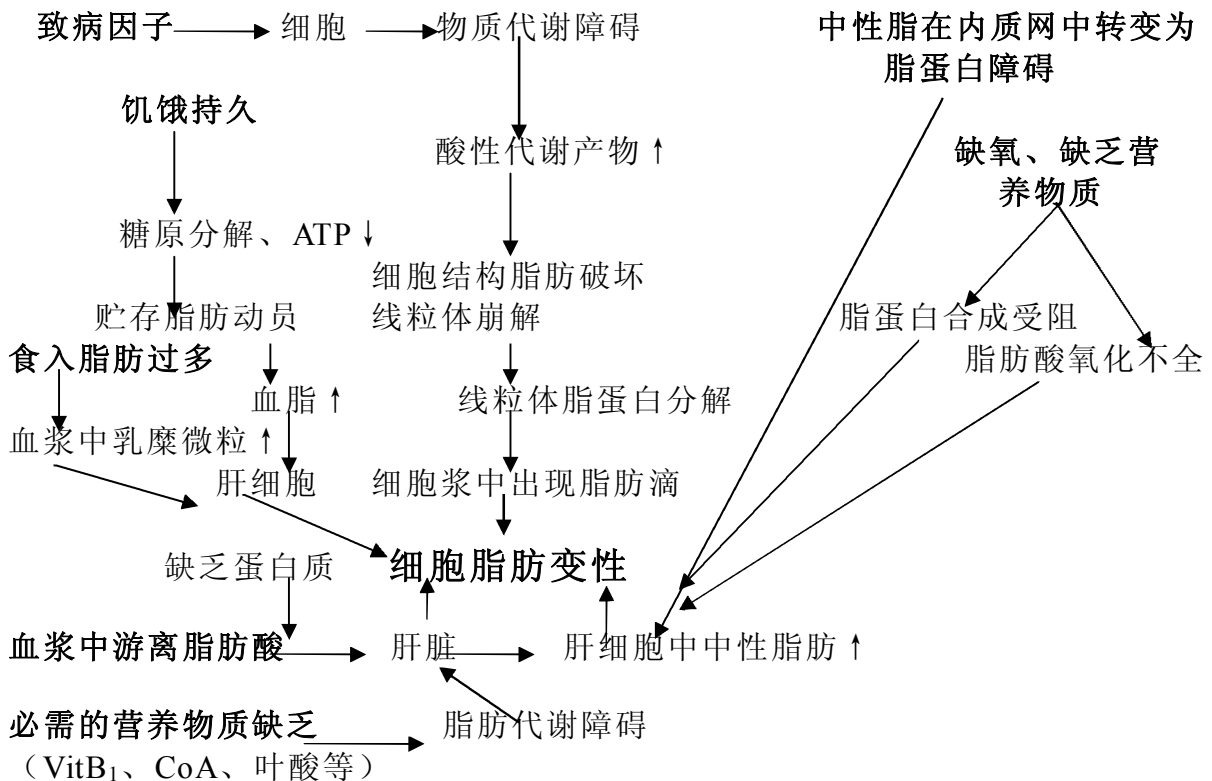 致病因子 细胞 物质代谢障碍 中性脂在内质网中转变为
脂蛋白障碍
饥饿持久
酸性代谢产物↑ 缺氧、缺乏营
养物质
糖原分解、ATP↓
细胞结构脂肪破坏
贮存脂肪动员 线粒体崩解 脂蛋白合成受阻
食入脂肪过多 脂肪酸氧化不全
血脂↑ 线粒体脂蛋白分解
血浆中乳糜微粒↑
肝细胞 细胞浆中出现脂肪滴
缺乏蛋白质 细胞脂肪变性
血浆中游离脂肪酸 肝脏 肝细胞中中性脂肪↑
必需的营养物质缺乏 脂肪代谢障碍
（VitB₁、CoA、叶酸等）